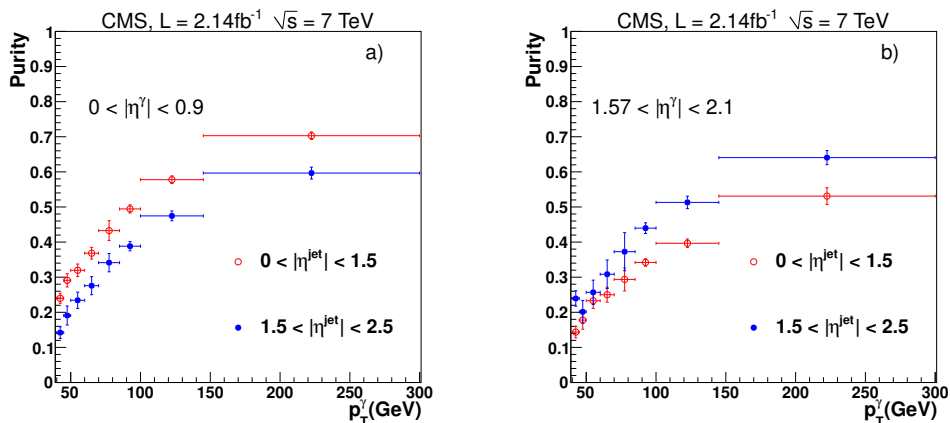 CMS, L = 2.14fb⁻¹ √s = 7 TeV
Purity
a)
0 < |η^γ| < 0.9
0 < |η^jet| < 1.5
1.5 < |η^jet| < 2.5
1
0.9
0.8
0.7
0.6
0.5
0.4
0.3
0.2
0.1
0
50 100 150 200 250 300
p_T^γ(GeV)
CMS, L = 2.14fb⁻¹ √s = 7 TeV
Purity
b)
1.57 < |η^γ| < 2.1
0 < |η^jet| < 1.5
1.5 < |η^jet| < 2.5
1
0.9
0.8
0.7
0.6
0.5
0.4
0.3
0.2
0.1
0
50 100 150 200 250 300
p_T^γ(GeV)